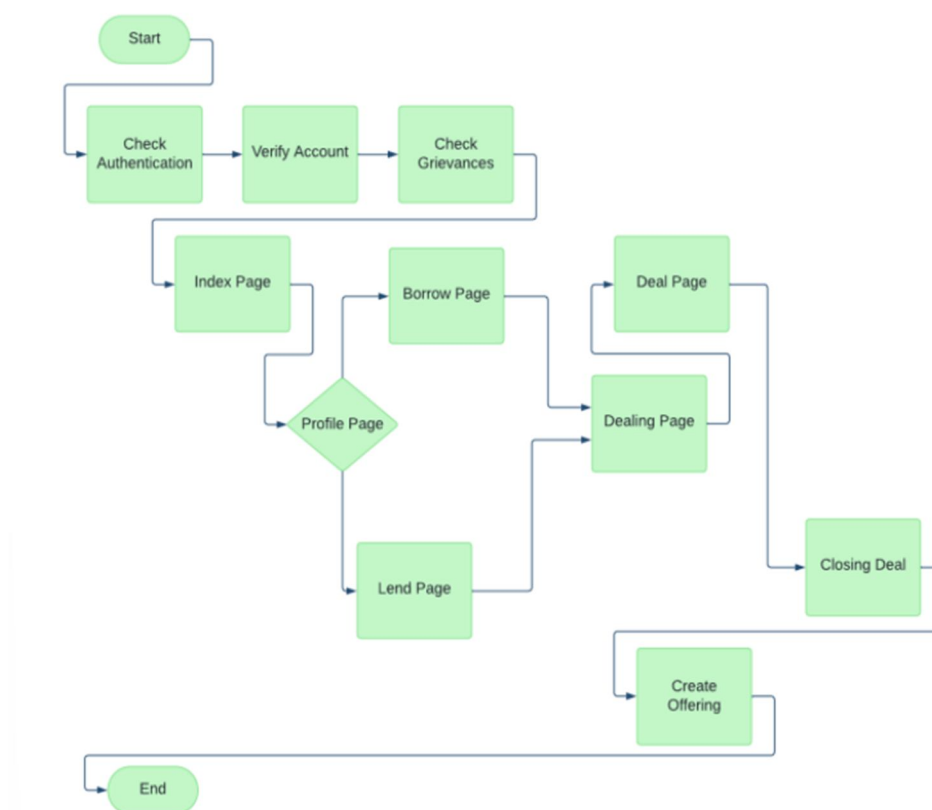 Start
Check
Authentication
Verify Account
Check
Grievances
Index Page
Borrow Page
Deal Page
Profile Page
Dealing Page
Lend Page
Closing Deal
Create
Offering
End